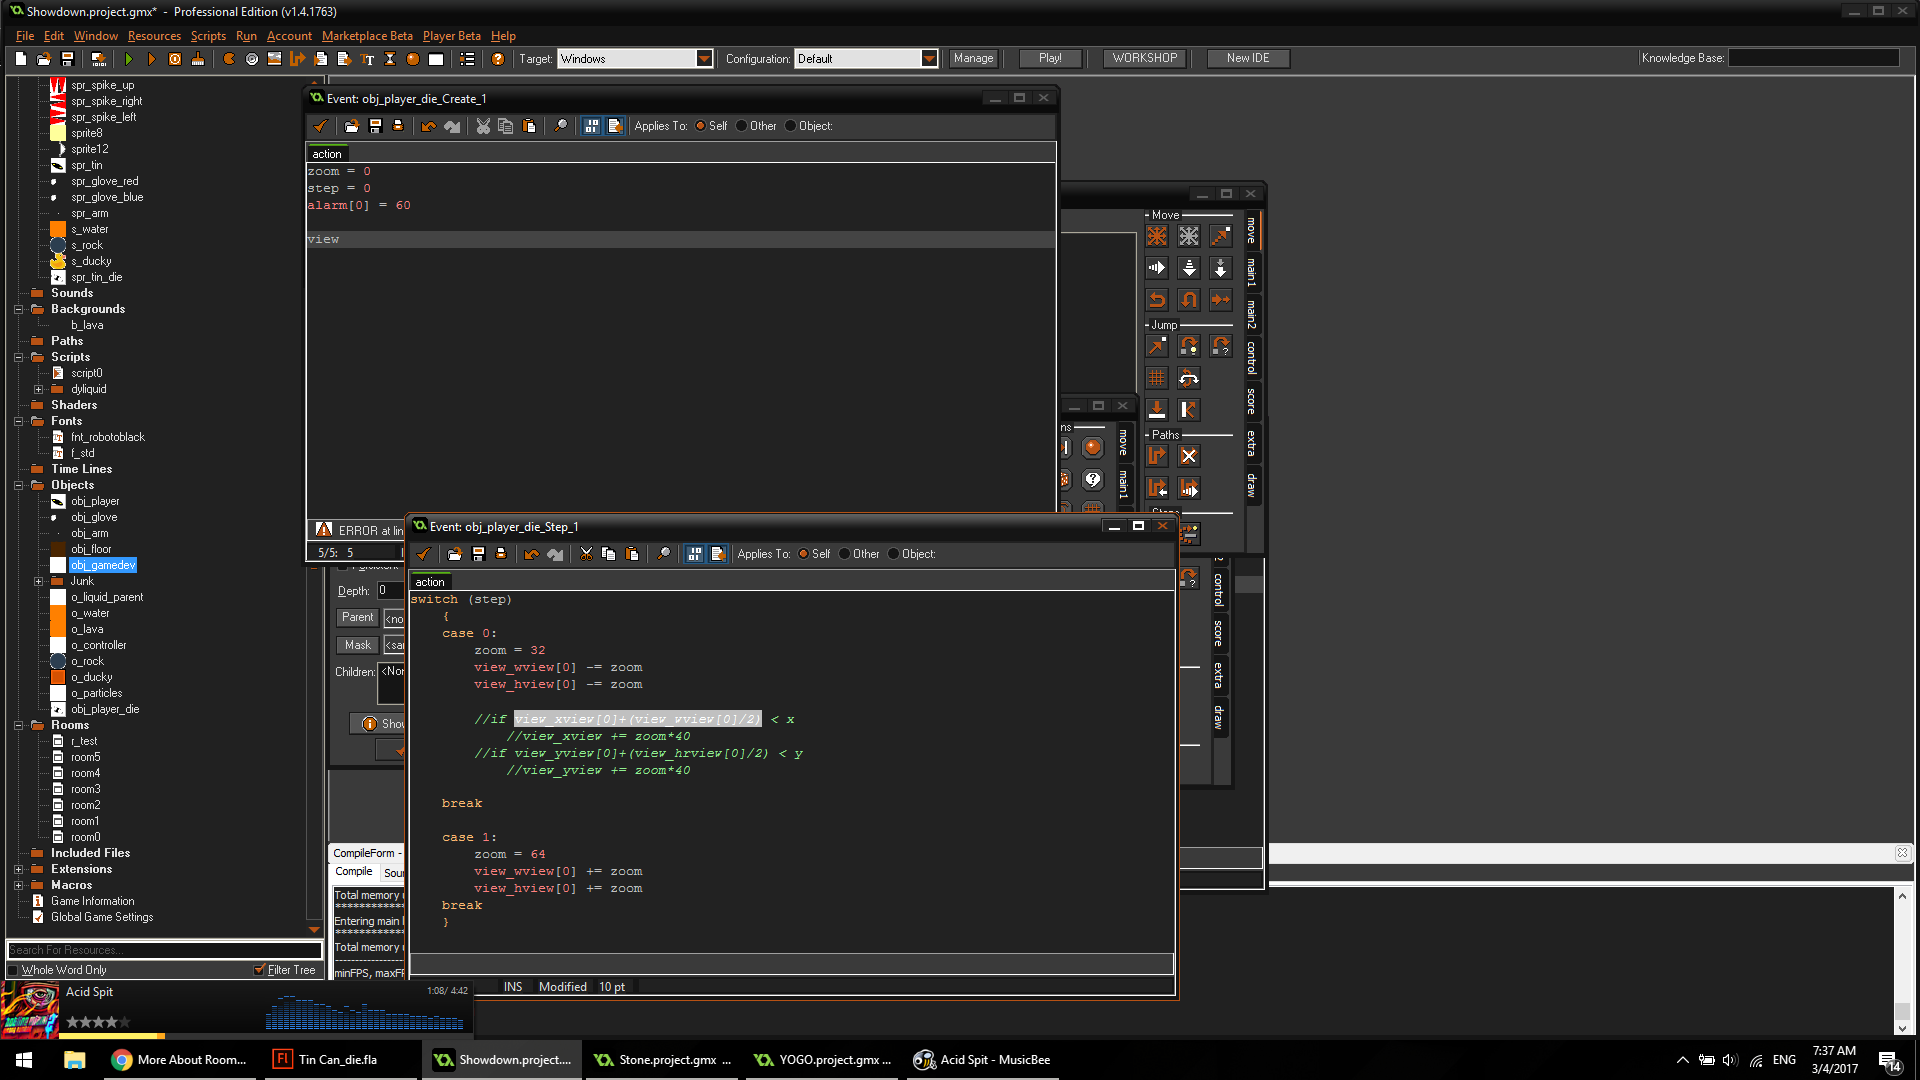 Showdown.project.gmx* - Professional Edition (v1.4.1763)
File Edit Window Resources Scripts Run Account Marketplace Beta Player Beta Help
Target: Windows Configuration: Default Manage Play! WORKSHOP New IDE Knowledge Base:
spr_spike_up
spr_spike_right
spr_spike_left
sprite8
sprite12
spr_tin
spr_glove_red
spr_glove_blue
spr_arm
s_water
s_rock
s_ducky
spr_tin_die
Sounds
Backgrounds
b_lava
Paths
Scripts
script0
dyliquid
Shaders
Fonts
fnt_robotoblack
f_std
Time Lines
Objects
obj_player
obj_glove
obj_arm
obj_floor
obj_gamedev
Junk
o_liquid_parent
o_water
o_lava
o_controller
o_rock
o_ducky
o_particles
obj_player_die
Rooms
r_test
room5
room4
room3
room2
room1
room0
Included Files
Extensions
Macros
Game Information
Global Game Settings
Search For Resources...
Whole Word Only Filter Tree
Event: obj_player_die_Create_1
Applies To: Self Other Object:
action
zoom = 0
step = 0
alarm[0] = 60
view
ERROR at lin
5/5: 5
Move
Jump
Paths
move
main1
main2
control
score
extra
draw
ns
move
main1
control
score
extra
draw
Depth: 0
Parent <no
Mask <sa
Children: <Non
Show
Event: obj_player_die_Step_1
Applies To: Self Other Object:
action
switch (step)
{
case 0:
zoom = 32
view_wview[0] -= zoom
view_hview[0] -= zoom
//if view_xview[0]+(view_wview[0]/2) < x
//view_xview += zoom*40
//if view_yview[0]+(view_hrview[0]/2) < y
//view_yview += zoom*40
break
case 1:
zoom = 64
view_wview[0] += zoom
view_hview[0] += zoom
break
}
INS Modified 10 pt
CompileForm -
Compile Sour
Total memory
************
Entering main l
************
Total memory
minFPS, maxFP
Acid Spit 1:08/ 4:42
More About Room...
Tin Can_die.fla
Showdown.project....
Stone.project.gmx ...
YOGO.project.gmx ...
Acid Spit - MusicBee
ENG
7:37 AM
3/4/2017
14